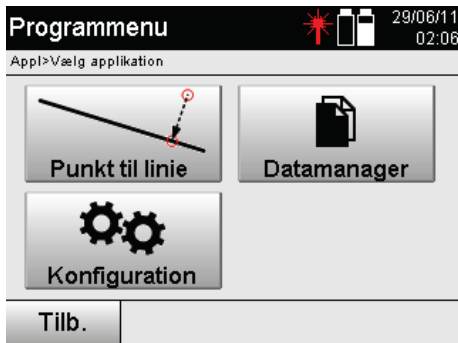 Programmenu
29/06/11
02:06
Appl>Vælg applikation
Punkt til linie
Datamanager
Konfiguration
Tilb.